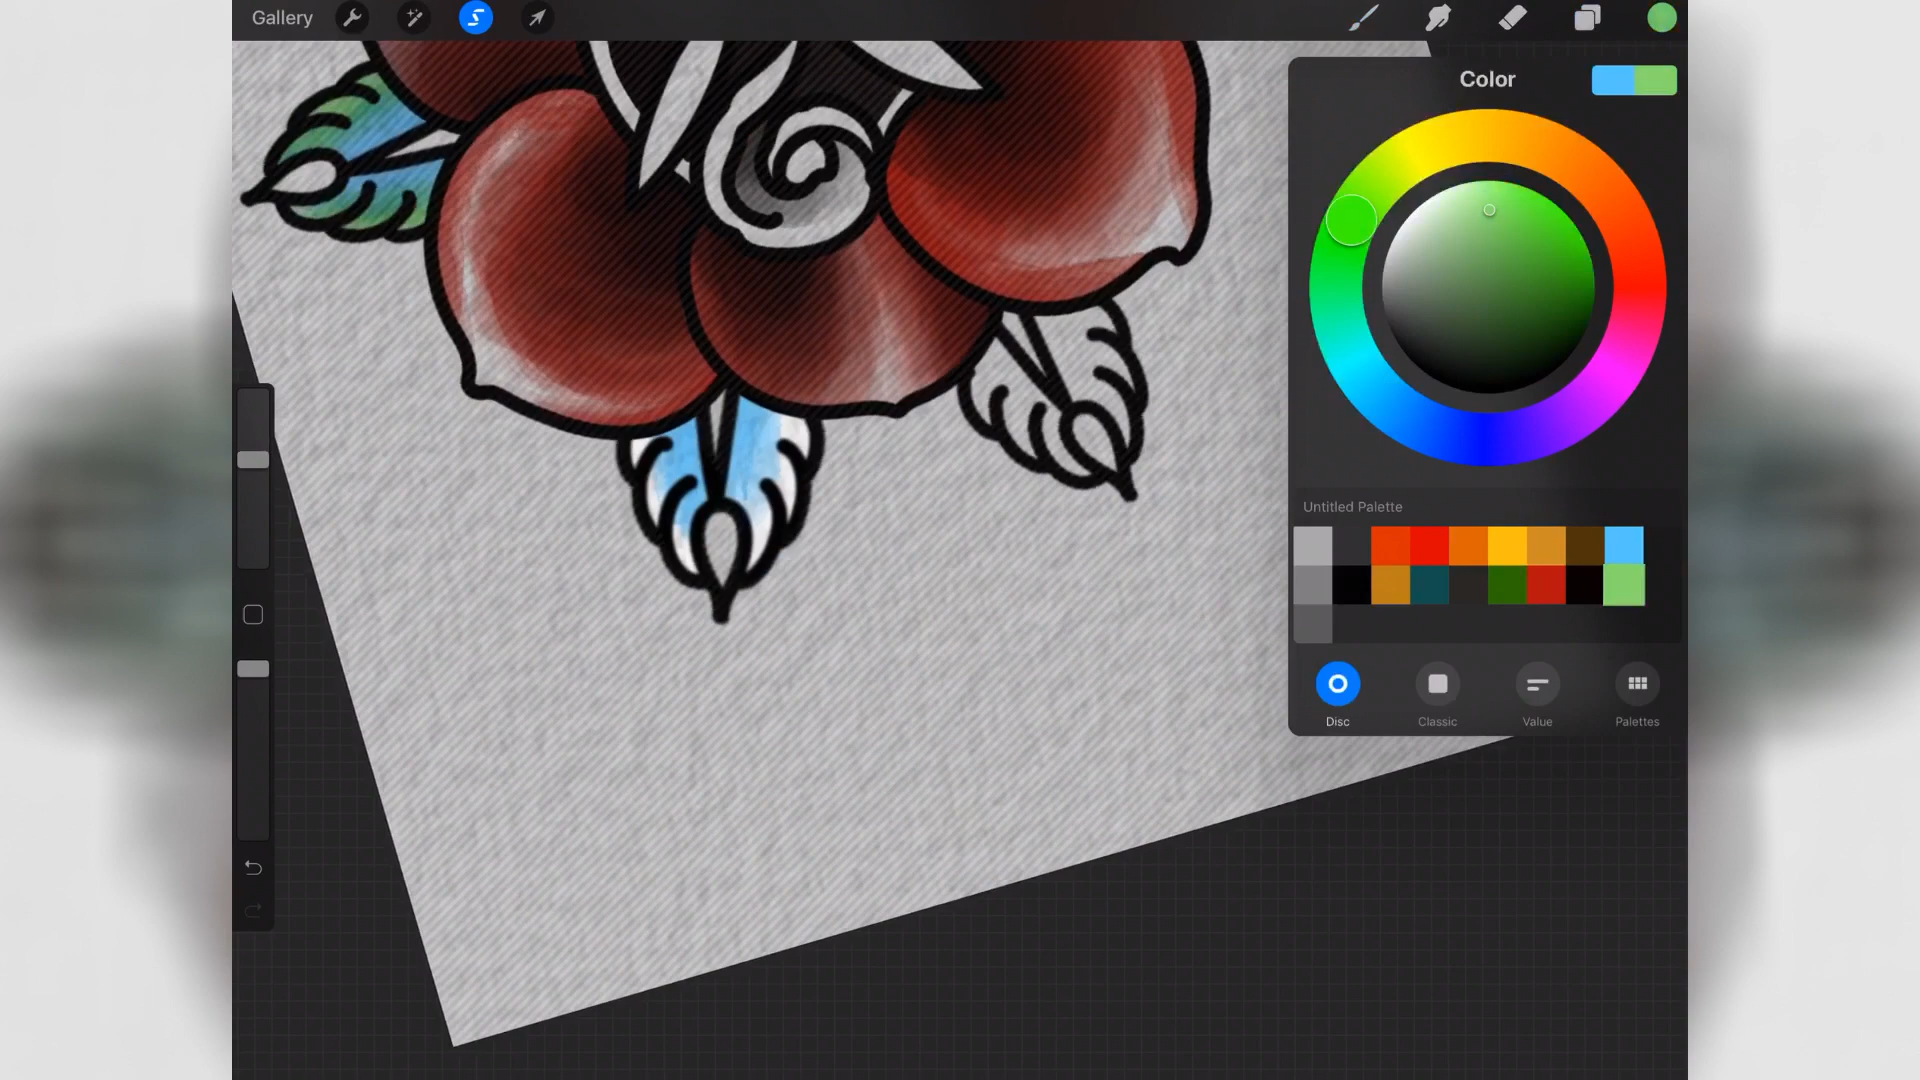 Gallery
Color
Untitled Palette
Disc
Classic
Value
Palettes